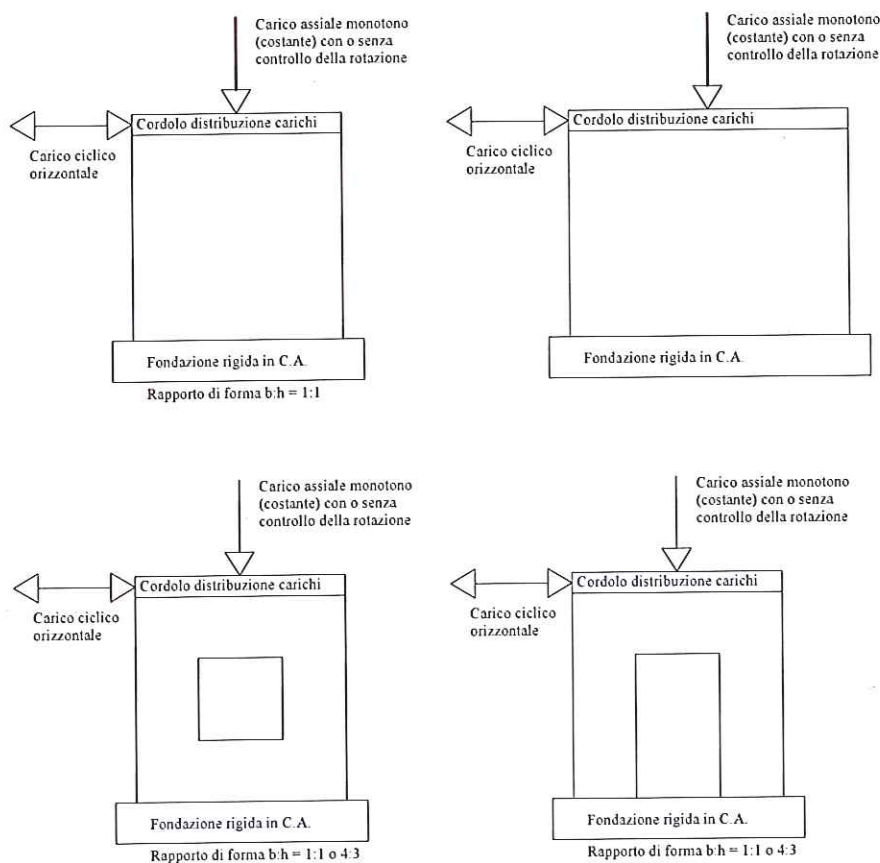 Carico assiale monotono
(costante) con o senza
controllo della rotazione
Cordolo distribuzione carichi
Carico ciclico
orizzontale
Fondazione rigida in C.A.
Rapporto di forma b:h = 1:1
Carico assiale monotono
(costante) con o senza
controllo della rotazione
Cordolo distribuzione carichi
Carico ciclico
orizzontale
Fondazione rigida in C.A.
Carico assiale monotono
(costante) con o senza
controllo della rotazione
Cordolo distribuzione carichi
Carico ciclico
orizzontale
Fondazione rigida in C.A.
Rapporto di forma b:h = 1:1 o 4:3
Carico assiale monotono
(costante) con o senza
controllo della rotazione
Cordolo distribuzione carichi
Carico ciclico
orizzontale
Fondazione rigida in C.A.
Rapporto di forma b:h = 1:1 o 4:3